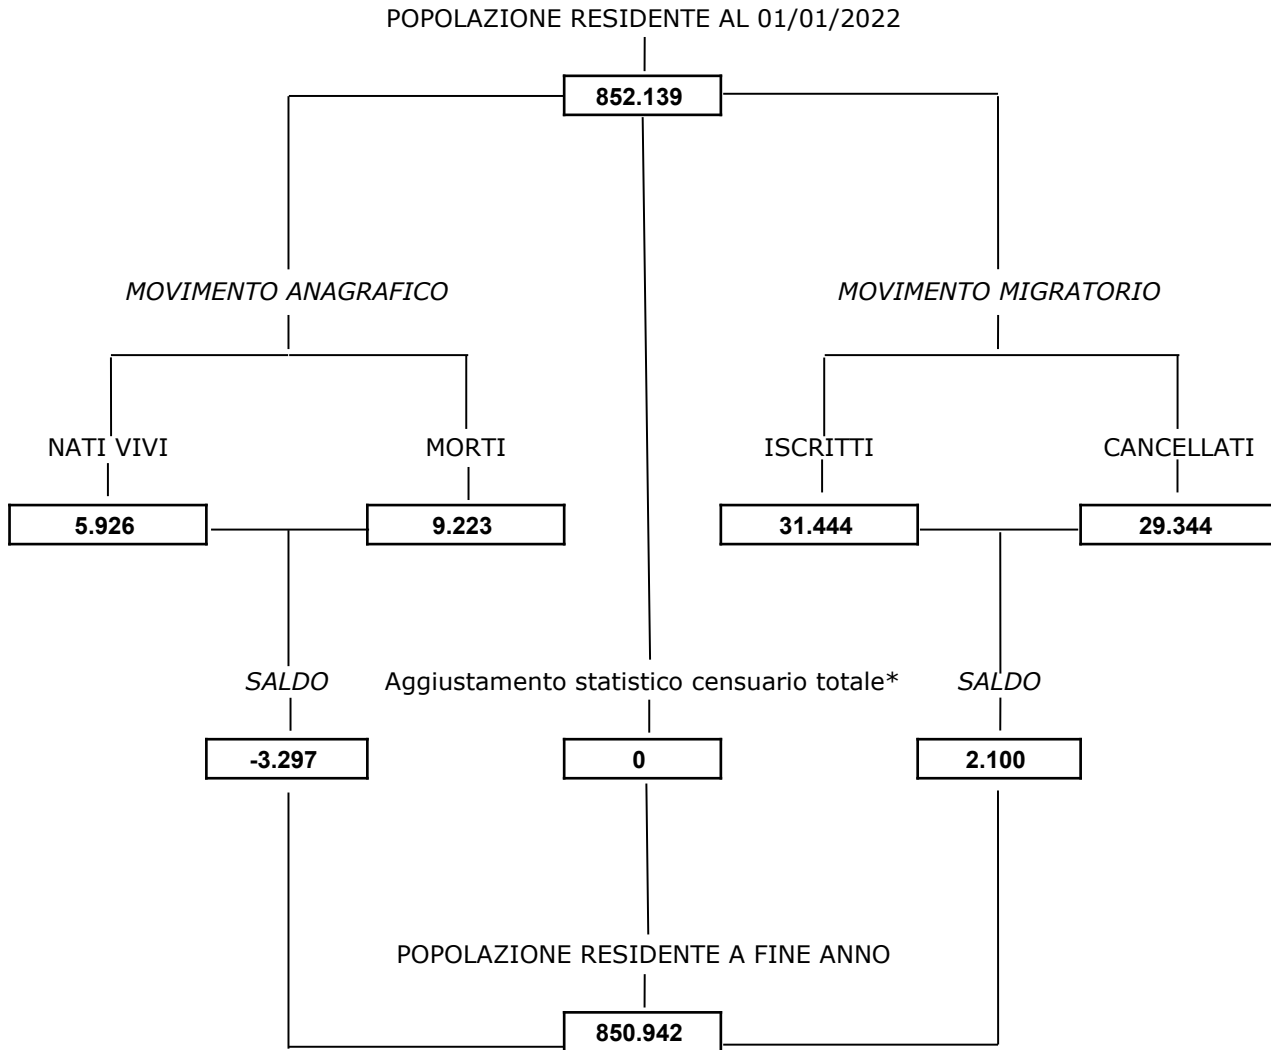 POPOLAZIONE RESIDENTE AL 01/01/2022
852.139
MOVIMENTO ANAGRAFICO
MOVIMENTO MIGRATORIO
NATI VIVI
MORTI
ISCRITTI
CANCELLATI
5.926
9.223
31.444
29.344
SALDO
Aggiustamento statistico censuario totale*
SALDO
-3.297
0
2.100
POPOLAZIONE RESIDENTE A FINE ANNO
850.942